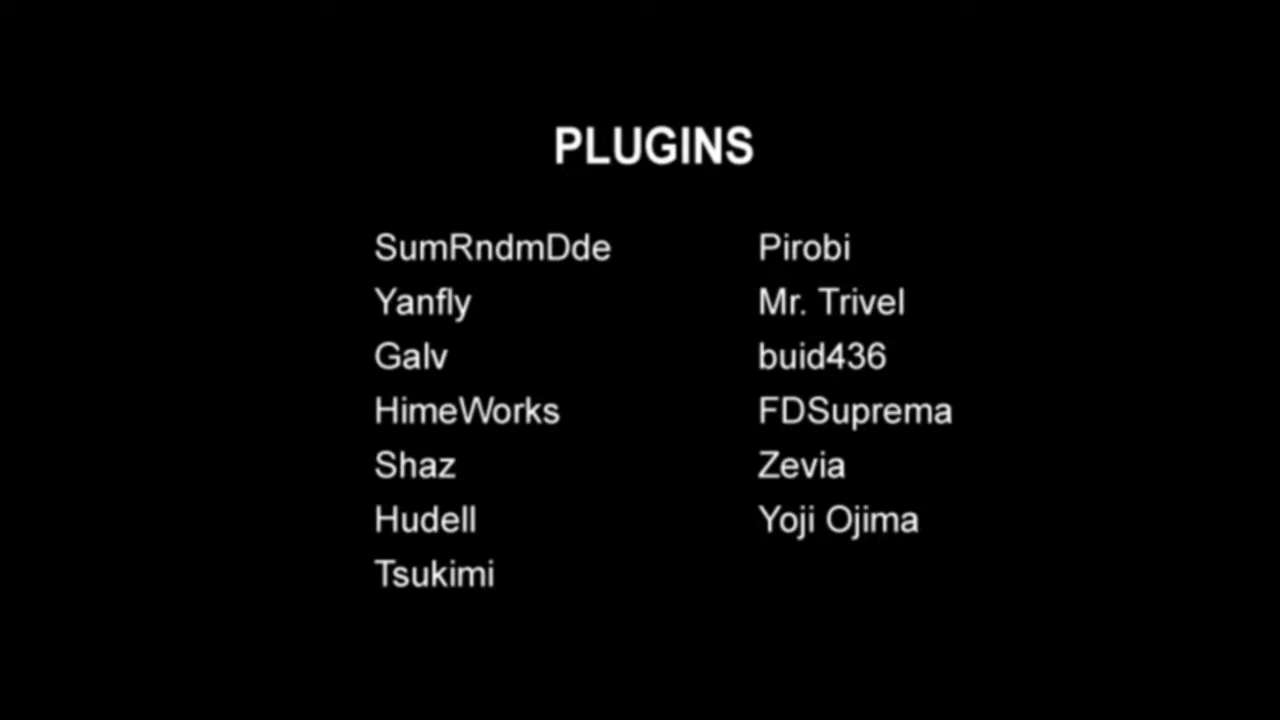 PLUGINS
SumRndmDde
Yanfly
Galv
HimeWorks
Shaz
Hudell
Tsukimi
Pirobi
Mr. Trivel
buid436
FDSuprema
Zevia
Yoji Ojima